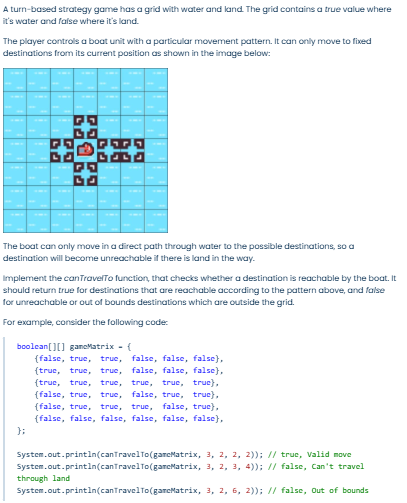 A turn-based strategy game has a grid with water and land. The grid contains a true value where
it's water and false where it's land.
The player controls a boat unit with a particular movement pattern. It can only move to fixed
destinations from its current position as shown in the image below:
The boat can only move in a direct path through water to the possible destinations, so a
destination will become unreachable if there is land in the way.
Implement the canTravelTo function, that checks whether a destination is reachable by the boat. It
should return true for destinations that are reachable according to the pattern above, and false
for unreachable or out of bounds destinations which are outside the grid.
For example, consider the following code:
boolean[][] gameMatrix = {
{false, true, true, false, false, false},
{true, true, true, false, false, false},
{true, true, true, true, true, true},
{false, true, true, false, true, true},
{false, true, true, true, false, true},
{false, false, false, false, false, false},
};
System.out.println(canTravelTo(gameMatrix, 3, 2, 2, 2)); // true, Valid move
System.out.println(canTravelTo(gameMatrix, 3, 2, 3, 4)); // false, Can't travel
through land
System.out.println(canTravelTo(gameMatrix, 3, 2, 6, 2)); // false, Out of bounds